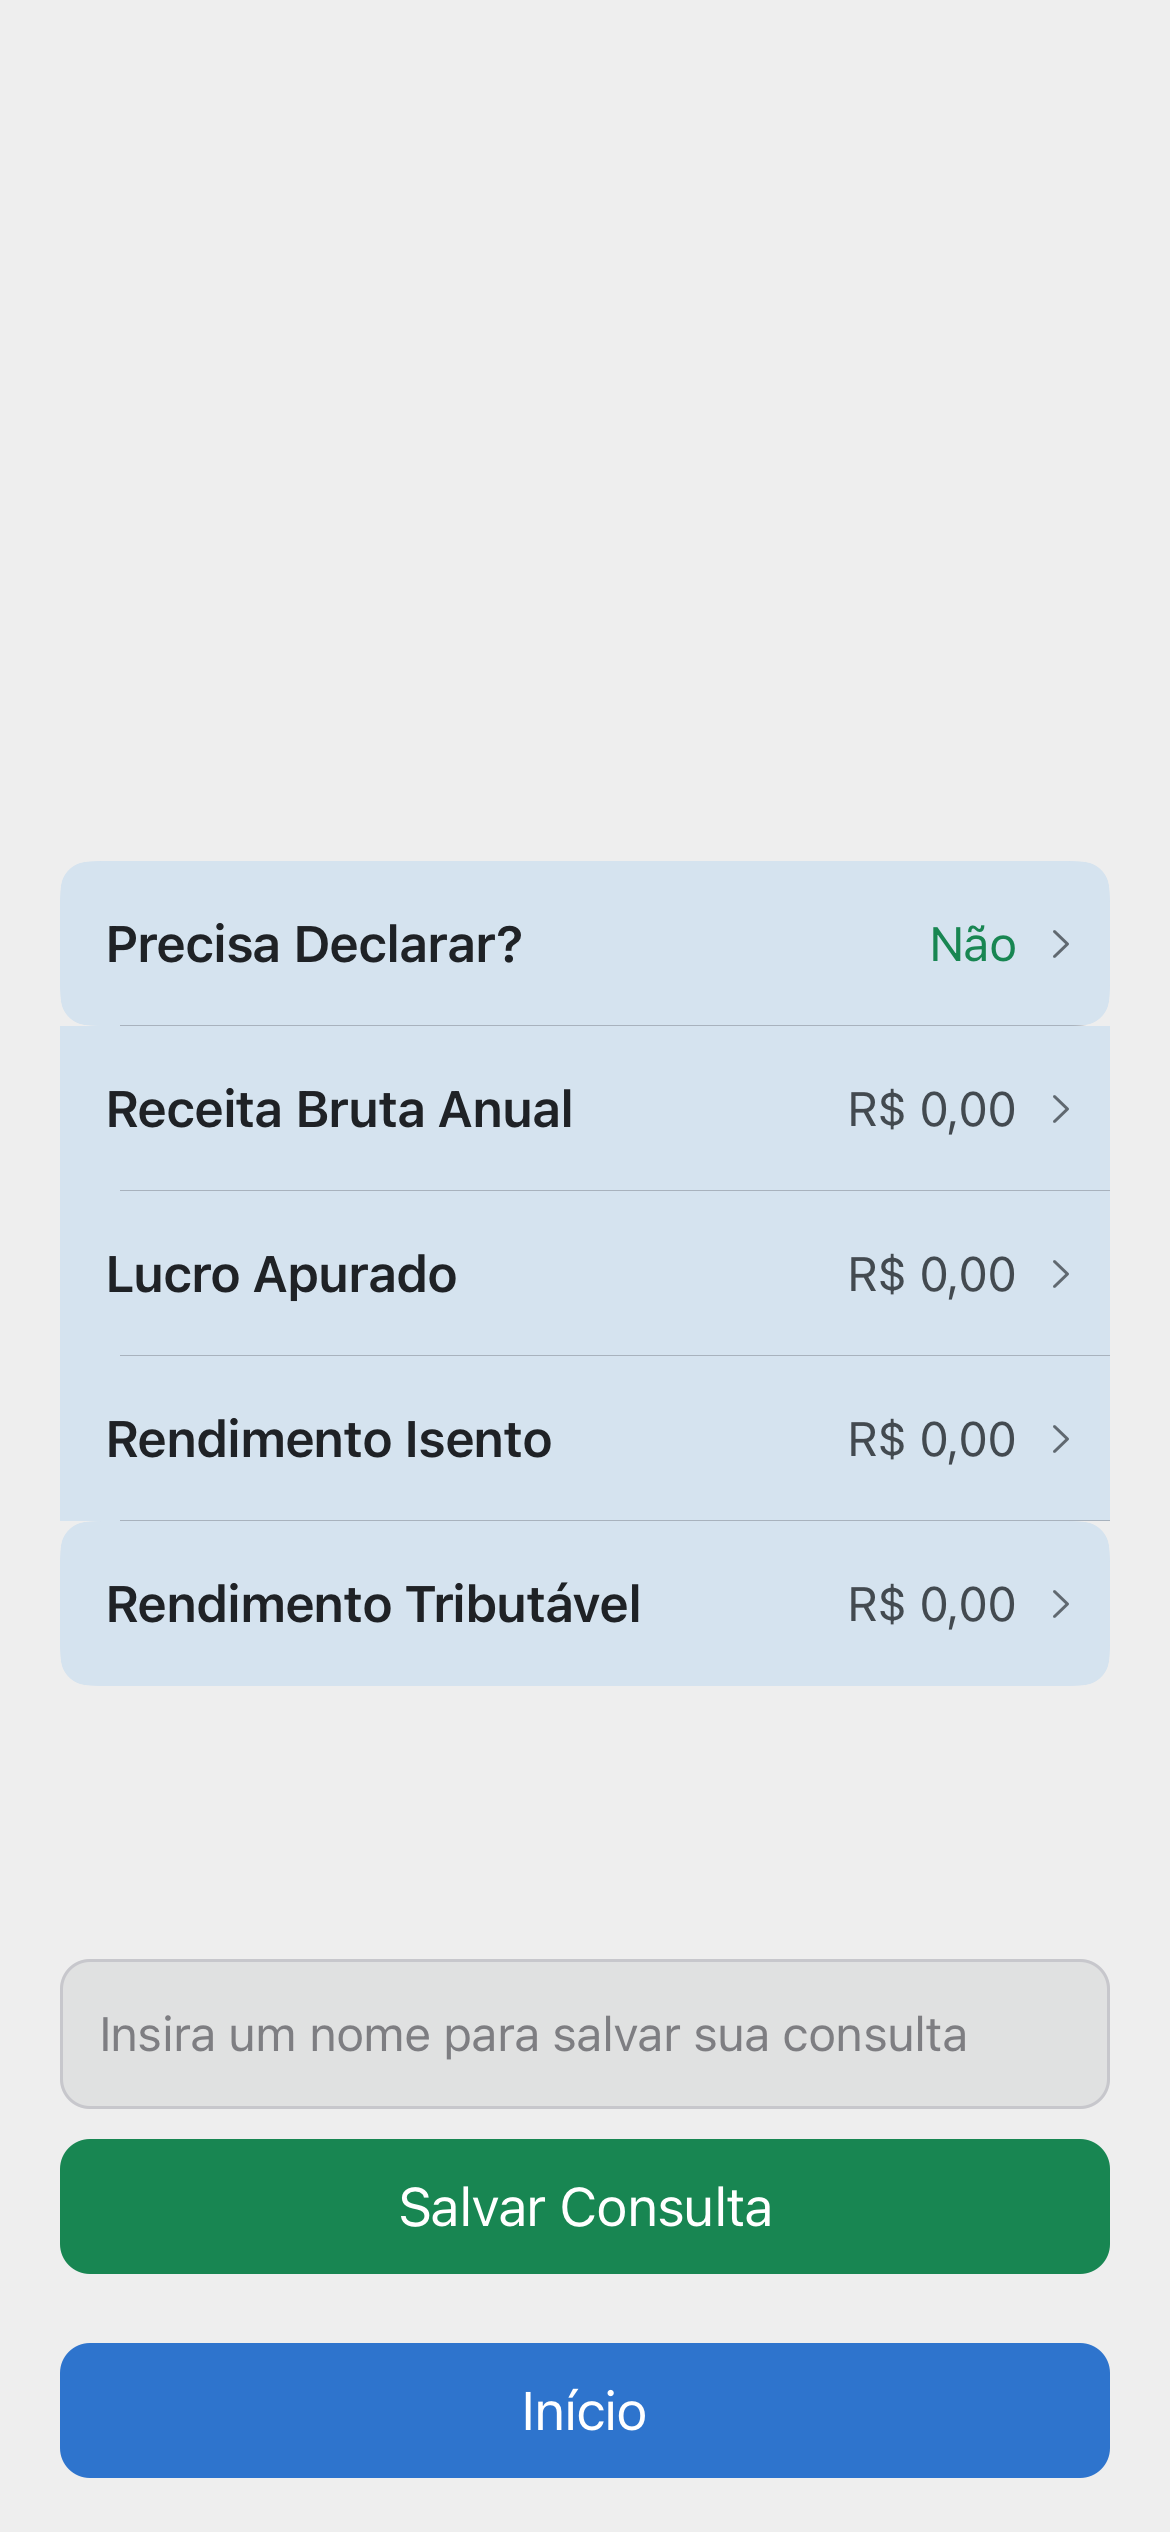 Precisa Declarar? Não
Receita Bruta Anual R$ 0,00
Lucro Apurado R$ 0,00
Rendimento Isento R$ 0,00
Rendimento Tributável R$ 0,00
Insira um nome para salvar sua consulta
Salvar Consulta
Início